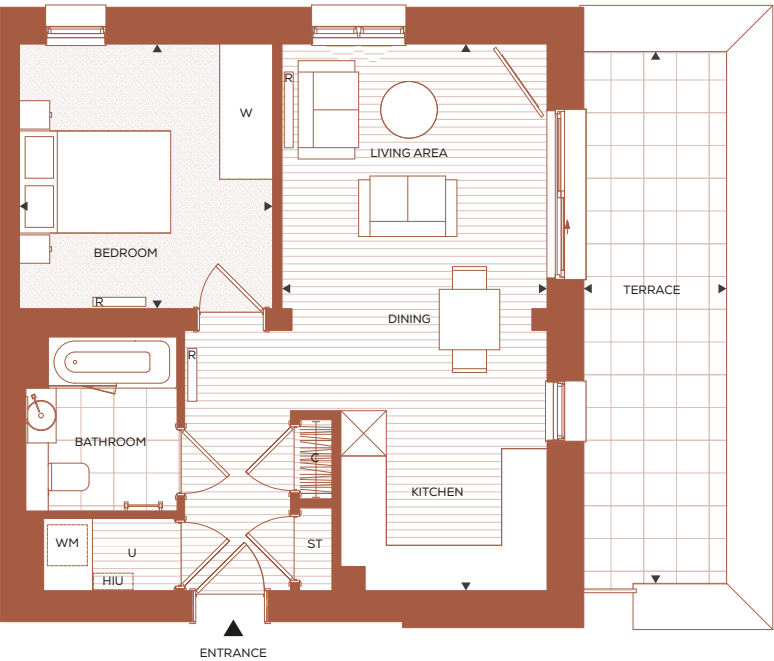 R
W
LIVING AREA
BEDROOM
R
TERRACE
DINING
R
BATHROOM
C
KITCHEN
WM
U
ST
HIU
ENTRANCE